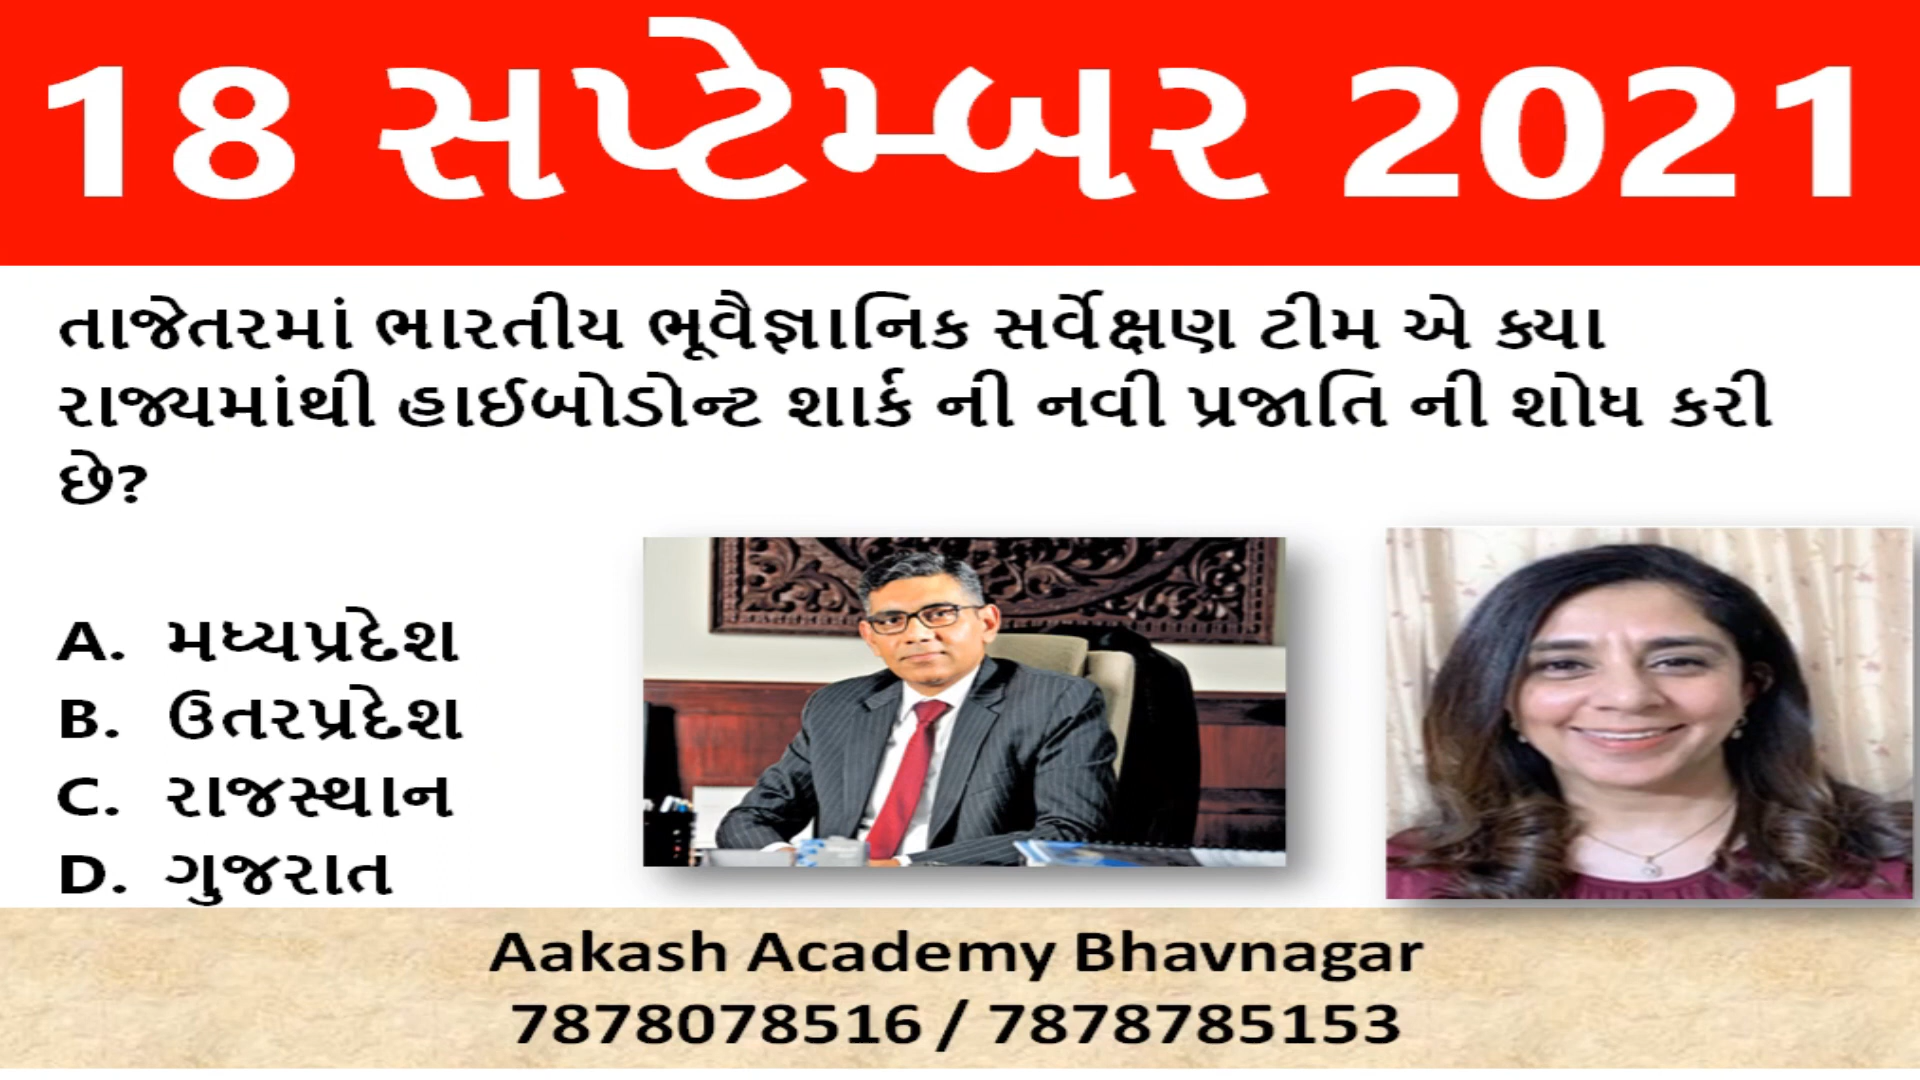 18 સપ્ટેમ્બર 2021
તાજેતરમાં ભારતીય ભૂવૈજ્ઞાનિક સર્વેક્ષણ ટીમ એ ક્યા
રાજ્યમાંથી હાઈબોડોન્ટ શાર્ક ની નવી પ્રજાતિ ની શોધ કરી
છે?
A. મધ્યપ્રદેશ
B. ઉતરપ્રદેશ
C. રાજસ્થાન
D. ગુજરાત
Aakash Academy Bhavnagar
7878078516 / 7878785153